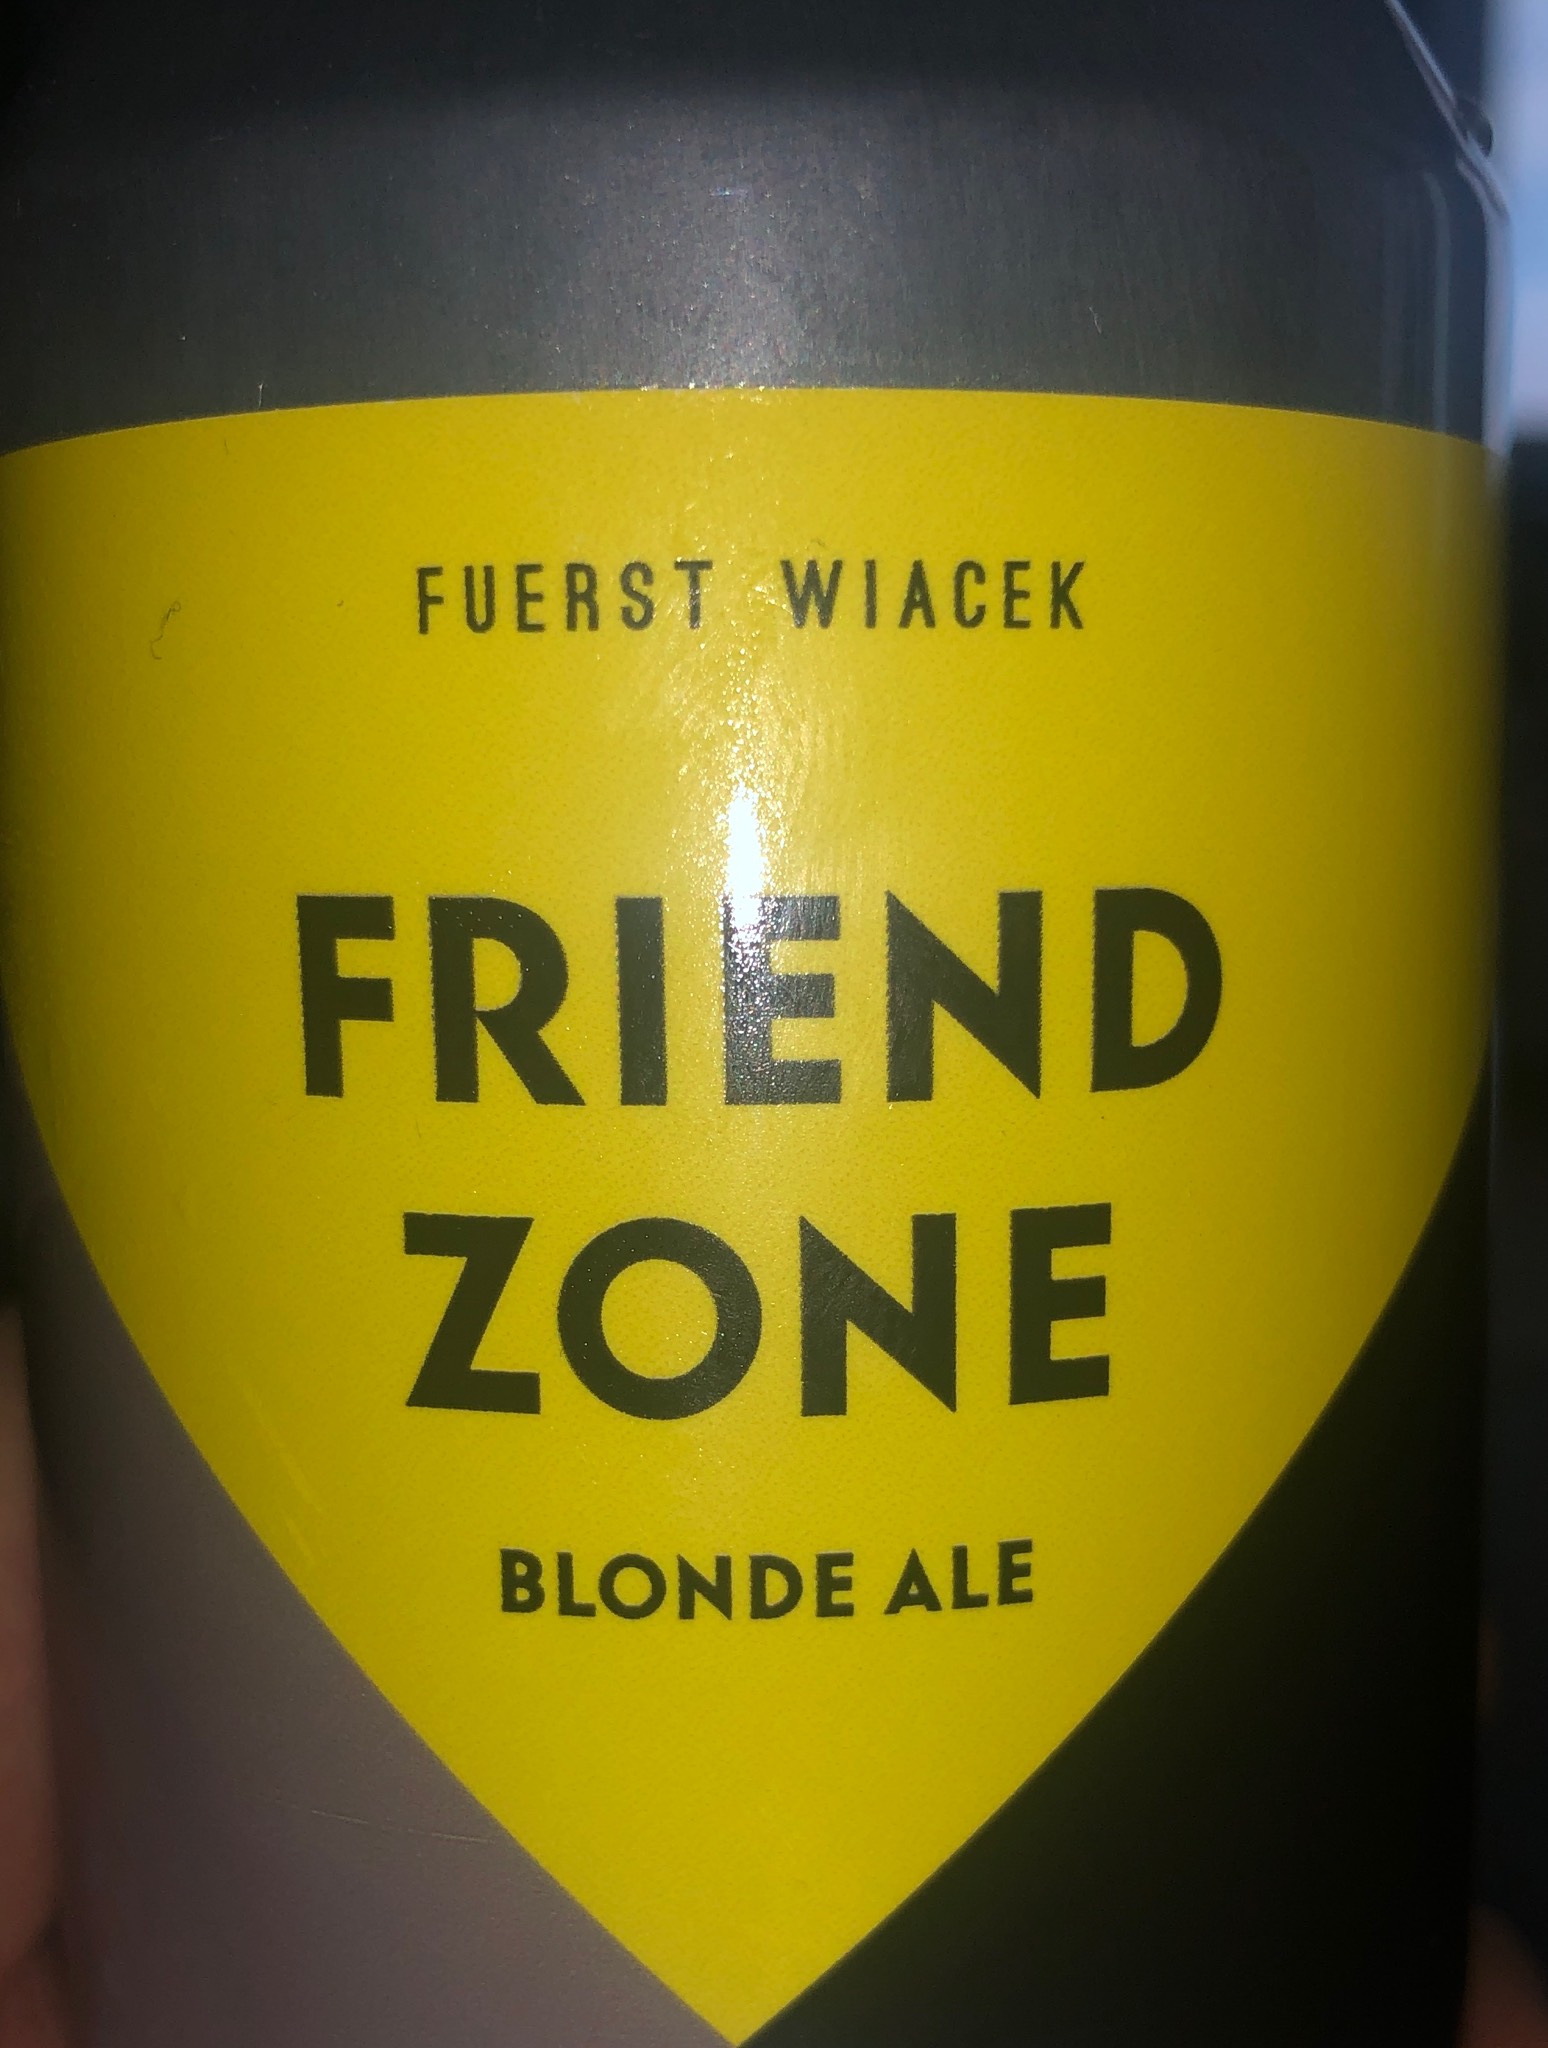 FUERST WIACEK
FRIEND
ZONE
BLONDE ALE